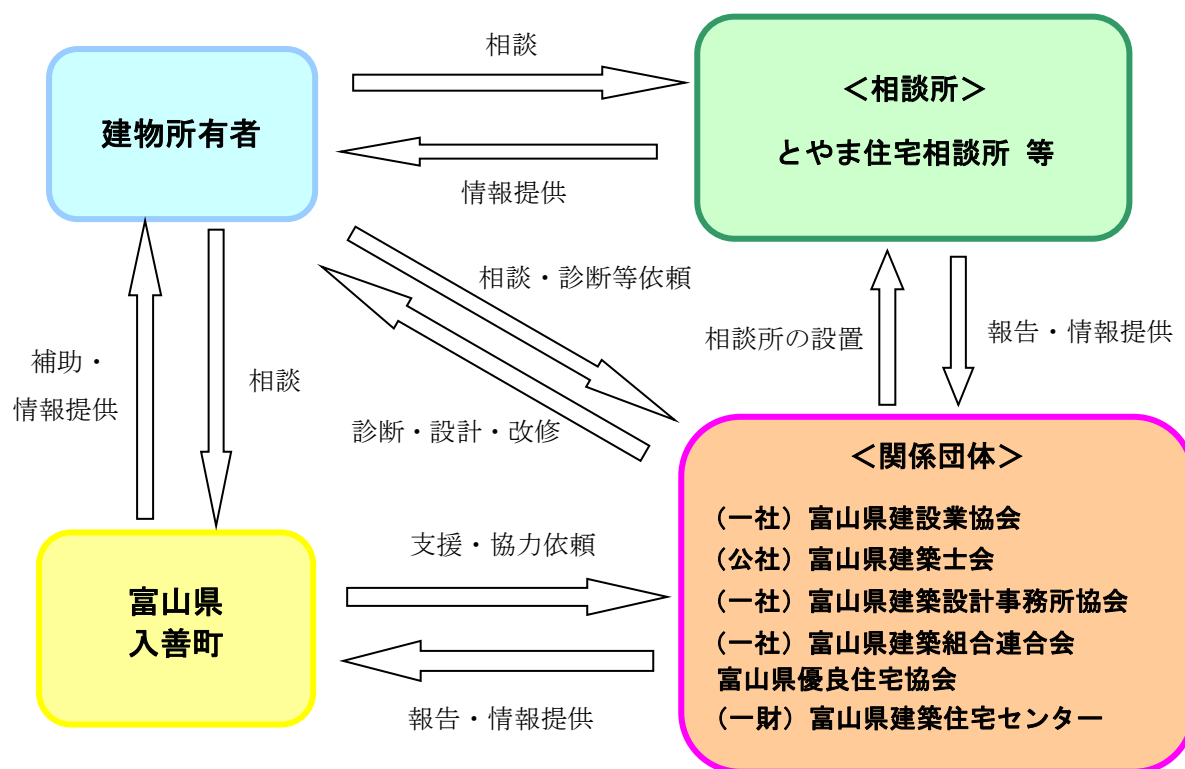 相談
建物所有者
＜相談所＞
とやま住宅相談所 等
情報提供
相談・診断等依頼
相談所の設置
報告・情報提供
補助・
情報提供
相談
診断・設計・改修
＜関係団体＞
（一社）富山県建設業協会
（公社）富山県建築士会
（一社）富山県建築設計事務所協会
（一社）富山県建築組合連合会
富山県優良住宅協会
（一財）富山県建築住宅センター
支援・協力依頼
富山県
入善町
報告・情報提供